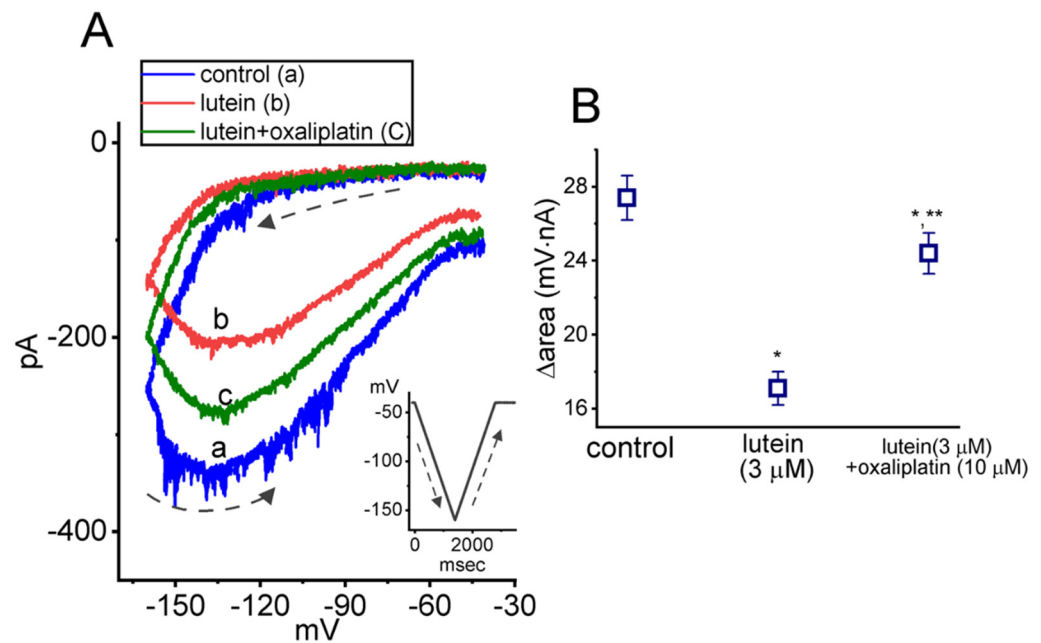 A
control (a)
lutein (b)
lutein+oxaliplatin (C)
0
-200
-400
pA
-150
-120
-90
-60
-30
mV
b
c
a
mV
-50
-100
-150
0
2000
msec
B
Δarea (mV·nA)
28
24
20
16
*
*,**
control
lutein
(3 μM)
lutein(3 μM)
+oxaliplatin (10 μM)